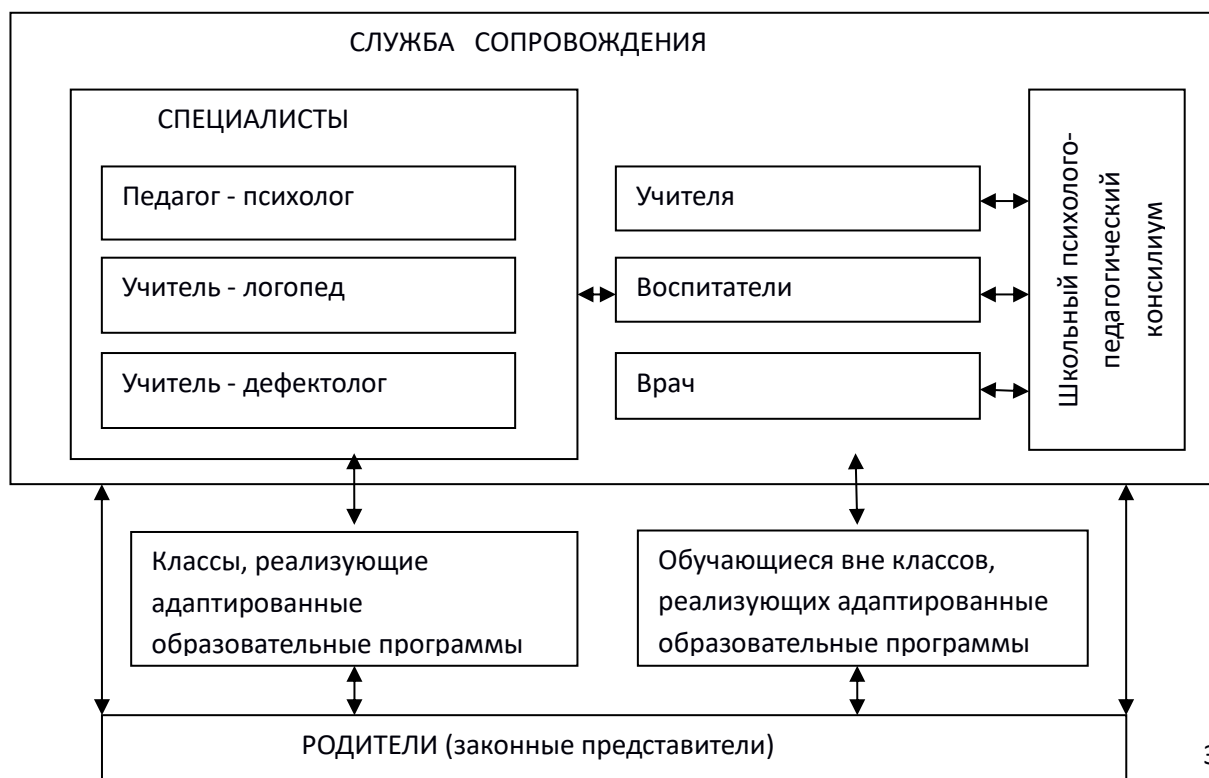 СЛУЖБА СОПРОВОЖДЕНИЯ
СПЕЦИАЛИСТЫ
Педагог - психолог
Учитель - логопед
Учитель - дефектолог
Учителя
Воспитатели
Врач
Школьный психолого-
педагогический
консилиум
Классы, реализующие
адаптированные
образовательные программы
Обучающиеся вне классов,
реализующих адаптированные
образовательные программы
РОДИТЕЛИ (законные представители)